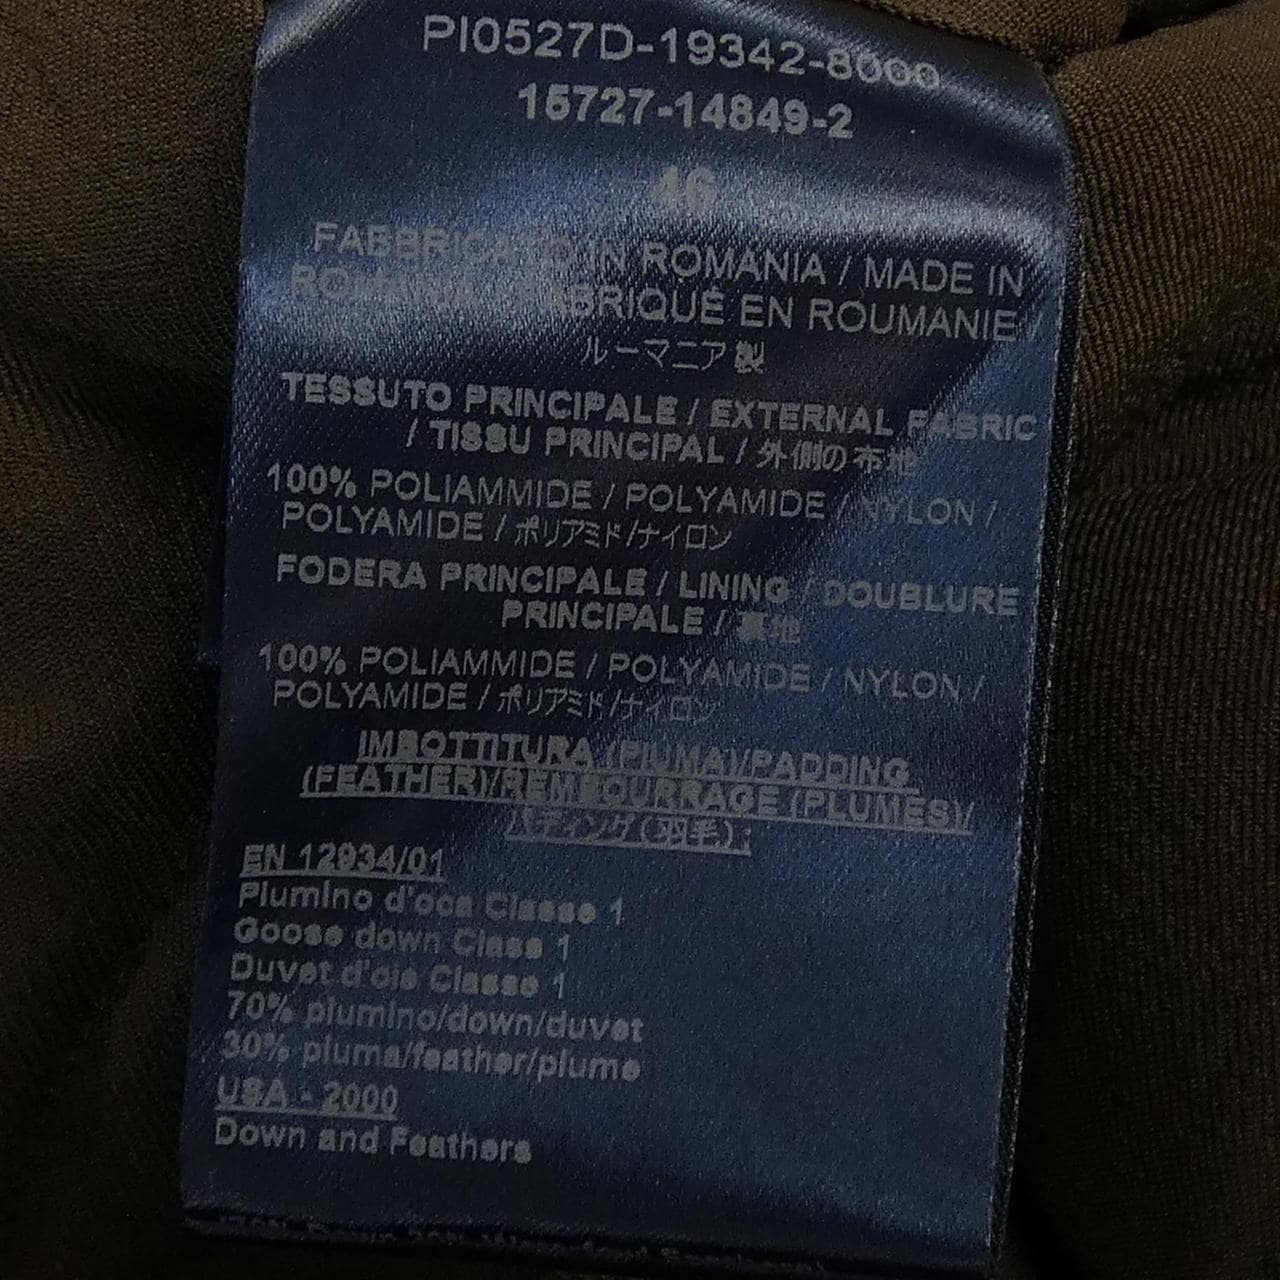 PI0527D-19342-8000
15727-14849-2
46
FABBRICATO IN ROMANIA / MADE IN
ROMANIA / FABRIQUÉ EN ROUMANIE /
ルーマニア製
TESSUTO PRINCIPALE / EXTERNAL FABRIC
/ TISSU PRINCIPAL / 外側の布地
100% POLIAMMIDE / POLYAMIDE / NYLON /
POLYAMIDE / ポリアミド/ナイロン
FODERA PRINCIPALE / LINING / DOUBLURE
PRINCIPALE / 裏地
100% POLIAMMIDE / POLYAMIDE / NYLON /
POLYAMIDE / ポリアミド/ナイロン
IMBOTTITURA (PIUMA)/PADDING
(FEATHER)/REMBOURRAGE (PLUMES)/
パディング(羽毛):
EN 12934/01
Piumino d'oca Classe 1
Goose down Class 1
Duvet d'oie Classe 1
70% piumino/down/duvet
30% piuma/feather/plume
USA - 2000
Down and Feathers